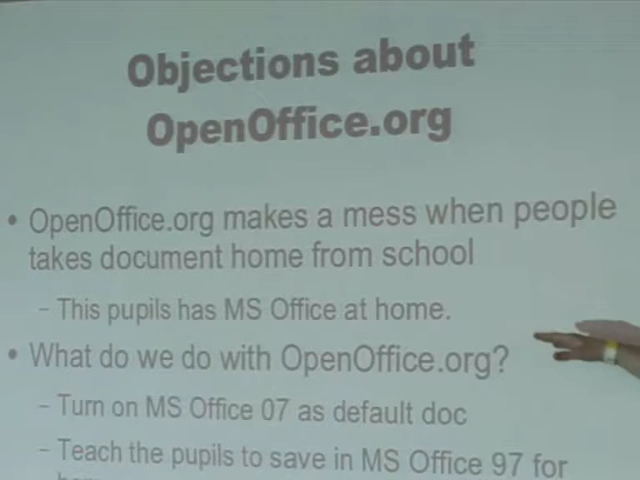 Objections about
OpenOffice.org
• OpenOffice.org makes a mess when people
takes document home from school
– This pupils has MS Office at home.
• What do we do with OpenOffice.org?
– Turn on MS Office 07 as default doc
– Teach the pupils to save in MS Office 97 for